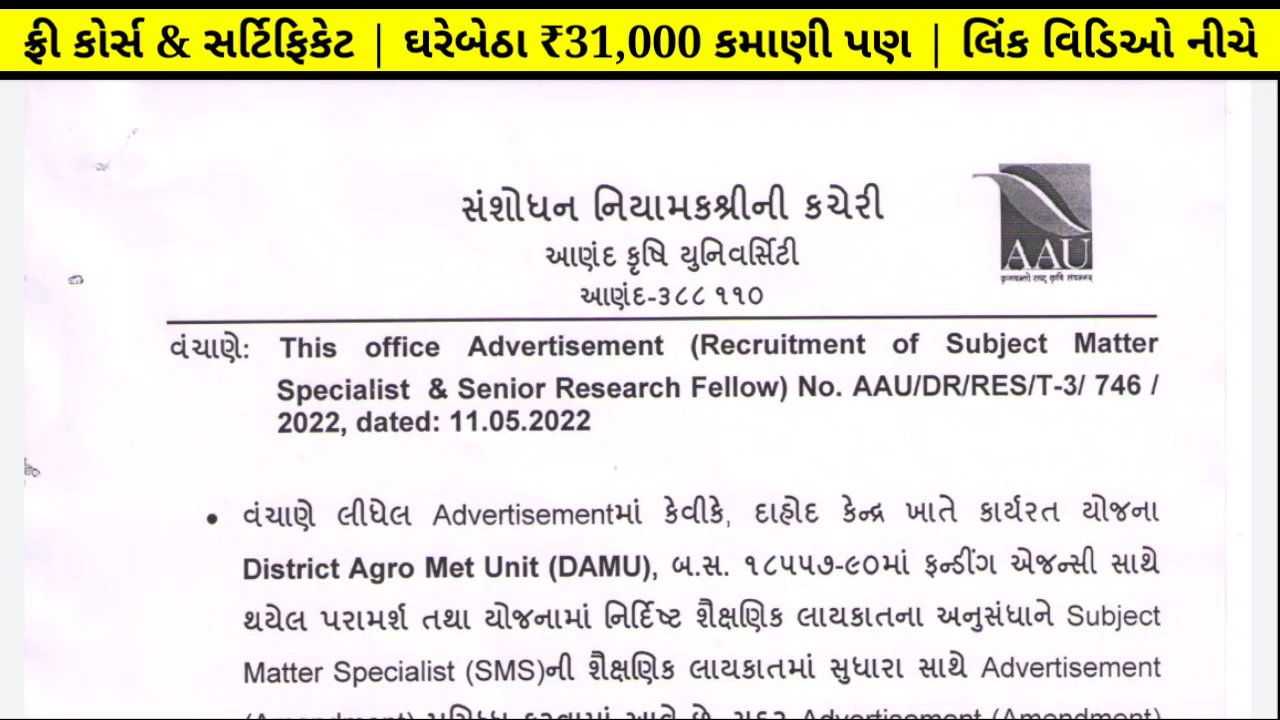 ફ્રી કોર્સ & સર્ટિફિકેટ | ઘરેબેઠા ₹31,000 કમાણી પણ | લિંક વિડિઓ નીચે
સંશોધન નિયામકશ્રીની કચેરી
આણંદ કૃષિ યુનિવર્સિટી
આણંદ-૩૮૮ ૧૧૦
AAU
વંચાણે: This office Advertisement (Recruitment of Subject Matter
Specialist & Senior Research Fellow) No. AAU/DR/RES/T-3/ 746 /
2022, dated: 11.05.2022
• વંચાણે લીધેલ Advertisementમાં કેવીકે, દાહોદ કેન્દ્ર ખાતે કાર્યરત યોજના
District Agro Met Unit (DAMU), બ.સ. ૧૮૫૫૭-૯૦માં ફન્ડીંગ એજન્સી સાથે
થયેલ પરામર્શ તથા યોજનામાં નિર્દિષ્ટ શૈક્ષણિક લાયકાતના અનુસંધાને Subject
Matter Specialist (SMS)ની શૈક્ષણિક લાયકાતમાં સુધારા સાથે Advertisement